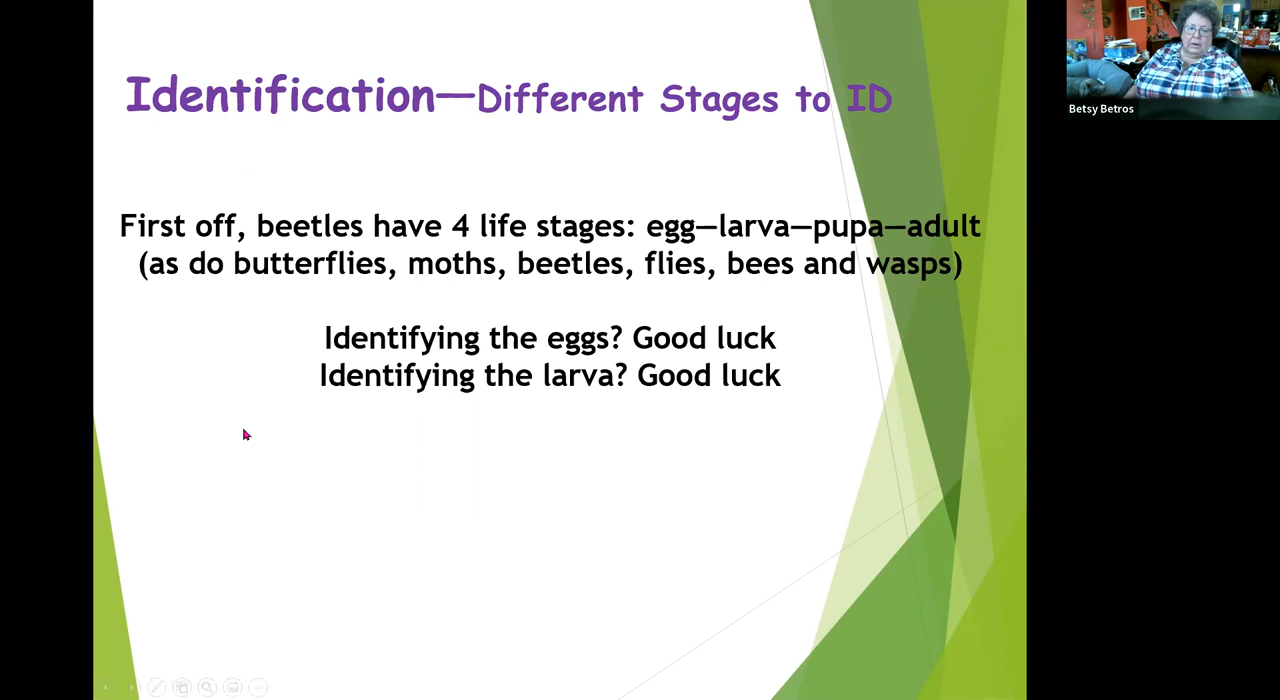 Identification—Different Stages to ID
First off, beetles have 4 life stages: egg—larva—pupa—adult
(as do butterflies, moths, beetles, flies, bees and wasps)
Identifying the eggs? Good luck
Identifying the larva? Good luck
Betsy Betros